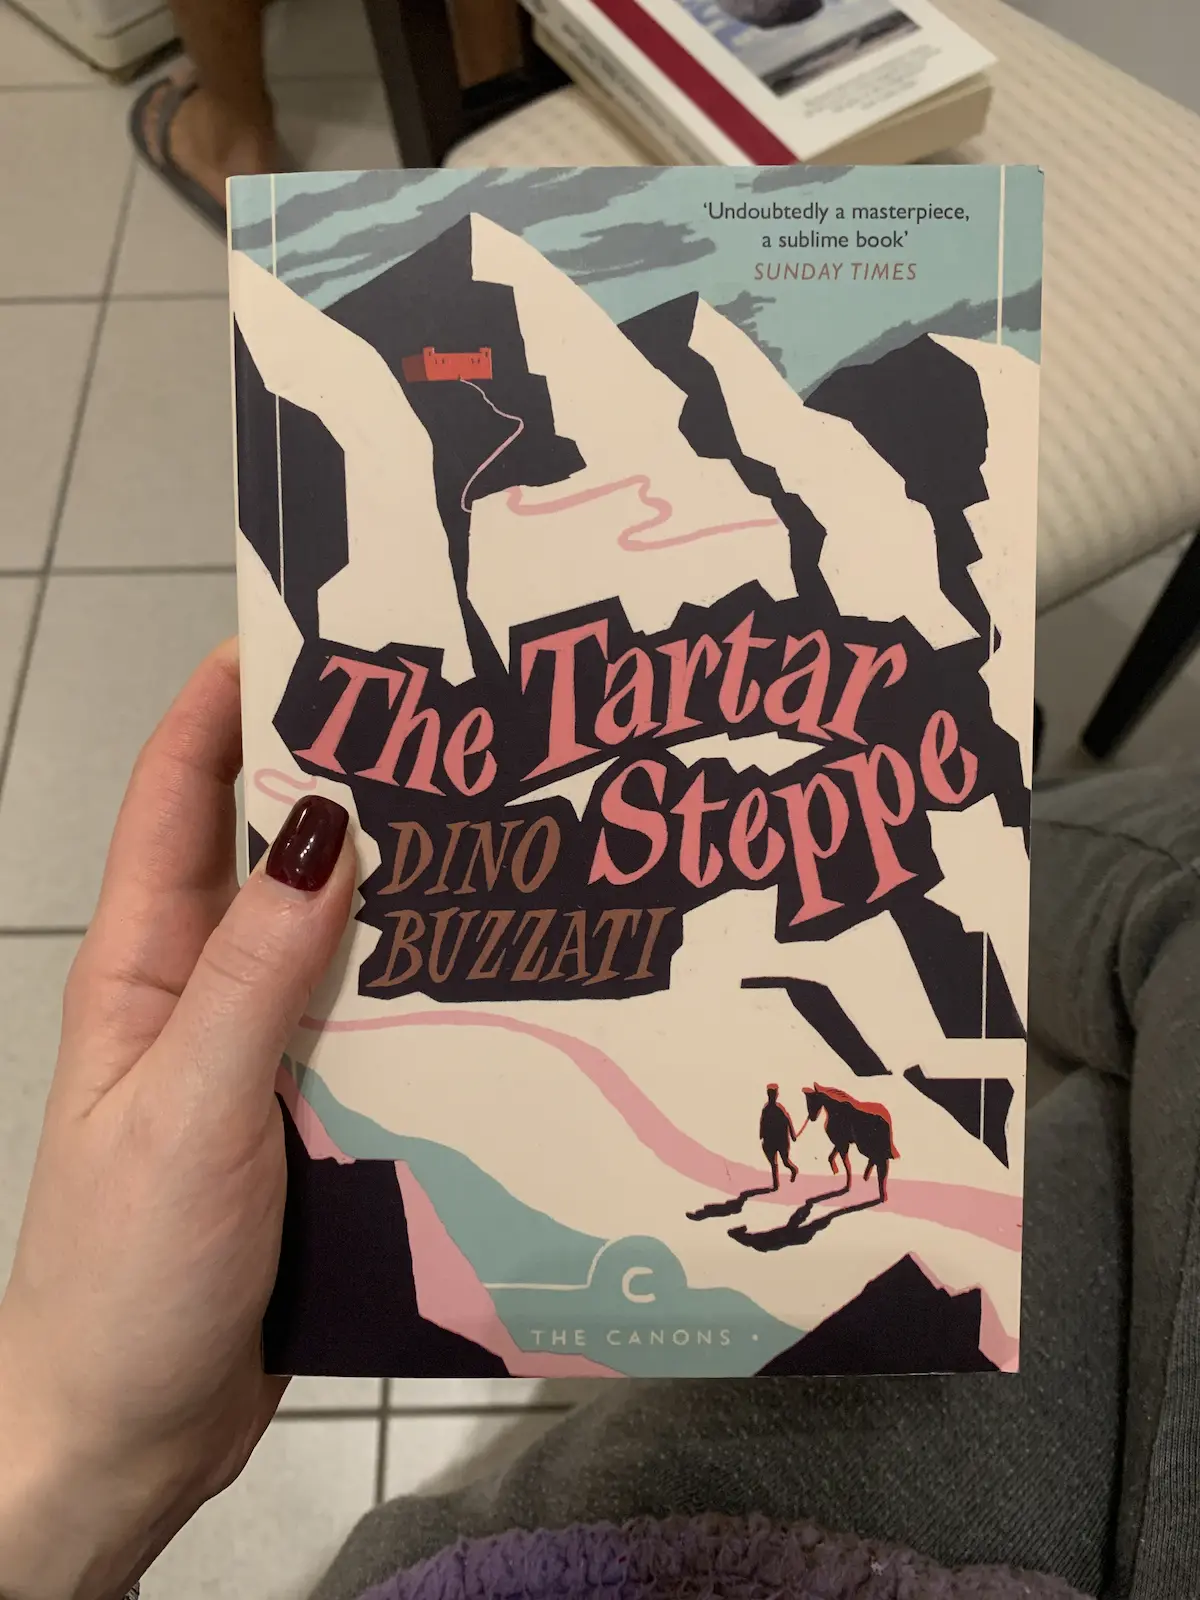 ‘Undoubtedly a masterpiece,
a sublime book’
SUNDAY TIMES
The Tartar
Steppe
DINO
BUZZATI
C
THE CANONS •